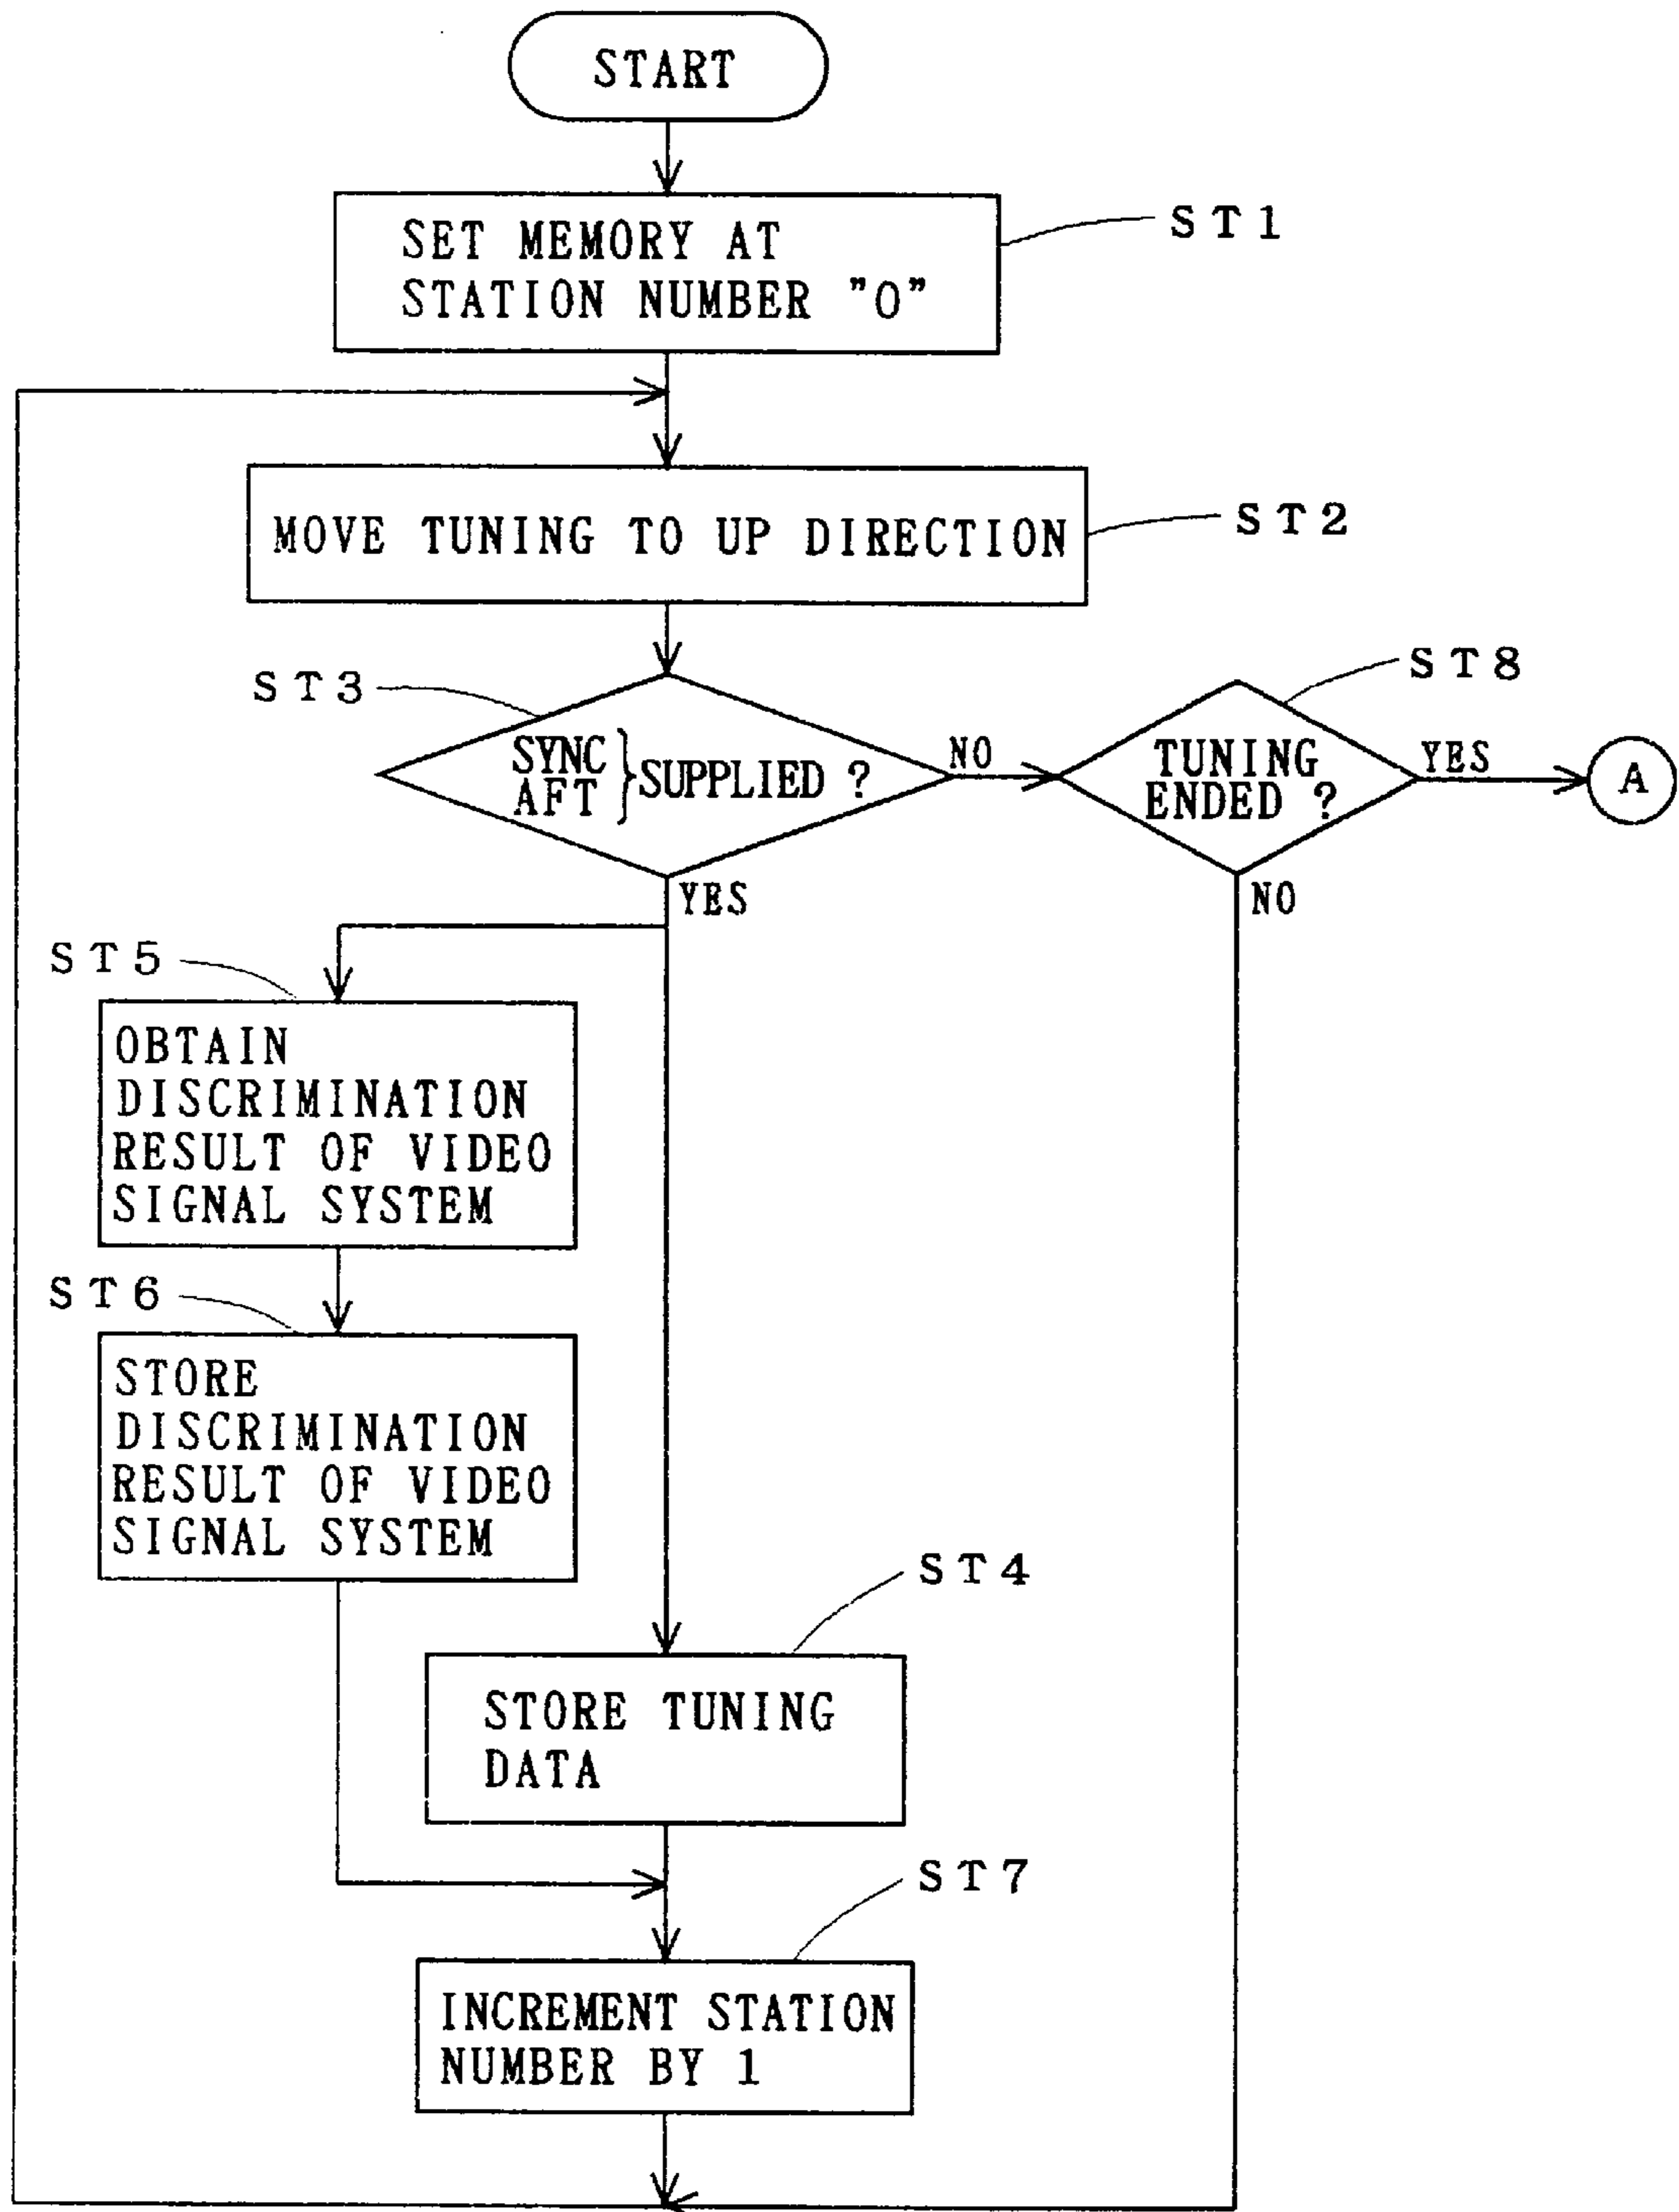 START
SET MEMORY AT
STATION NUMBER "0"
ST1
MOVE TUNING TO UP DIRECTION
ST2
ST3
SYNC
AFT
} SUPPLIED ?
NO
YES
ST8
TUNING
ENDED ?
YES
NO
A
ST5
OBTAIN
DISCRIMINATION
RESULT OF VIDEO
SIGNAL SYSTEM
ST6
STORE
DISCRIMINATION
RESULT OF VIDEO
SIGNAL SYSTEM
ST4
STORE TUNING
DATA
ST7
INCREMENT STATION
NUMBER BY 1